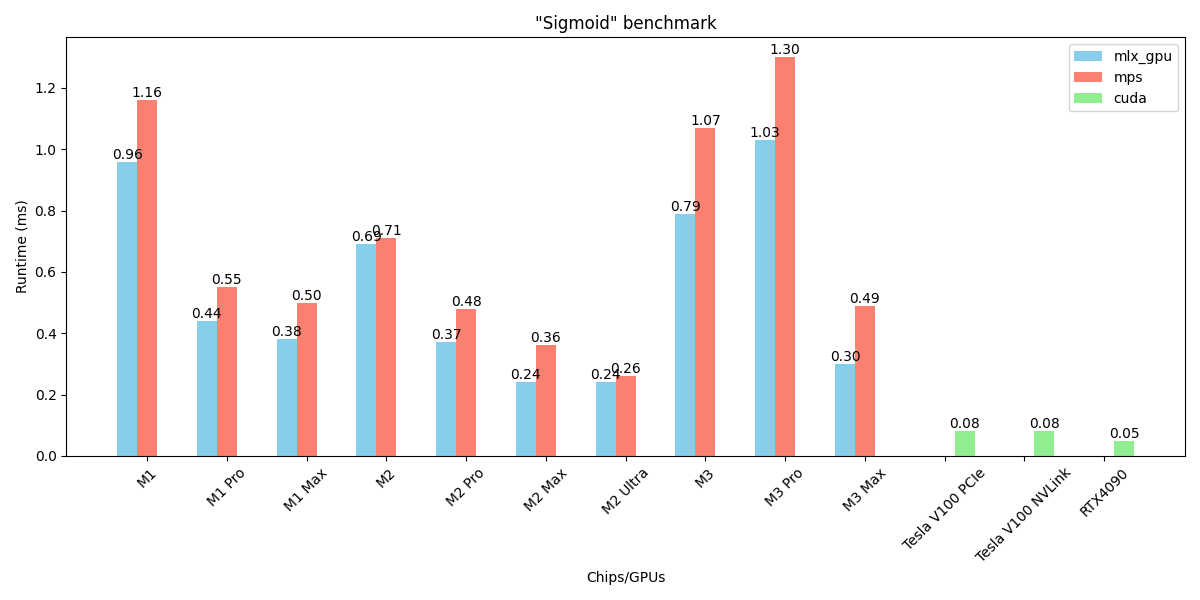 "Sigmoid" benchmark
mlx_gpu
mps
cuda
Runtime (ms)
1.2
1.0
0.8
0.6
0.4
0.2
0.0
0.96
1.16
0.44
0.55
0.38
0.50
0.69
0.71
0.37
0.48
0.24
0.36
0.24
0.26
0.79
1.07
1.03
1.30
0.30
0.49
0.08
0.08
0.05
M1
M1 Pro
M1 Max
M2
M2 Pro
M2 Max
M2 Ultra
M3
M3 Pro
M3 Max
Tesla V100 PCIe
Tesla V100 NVLink
RTX4090
Chips/GPUs